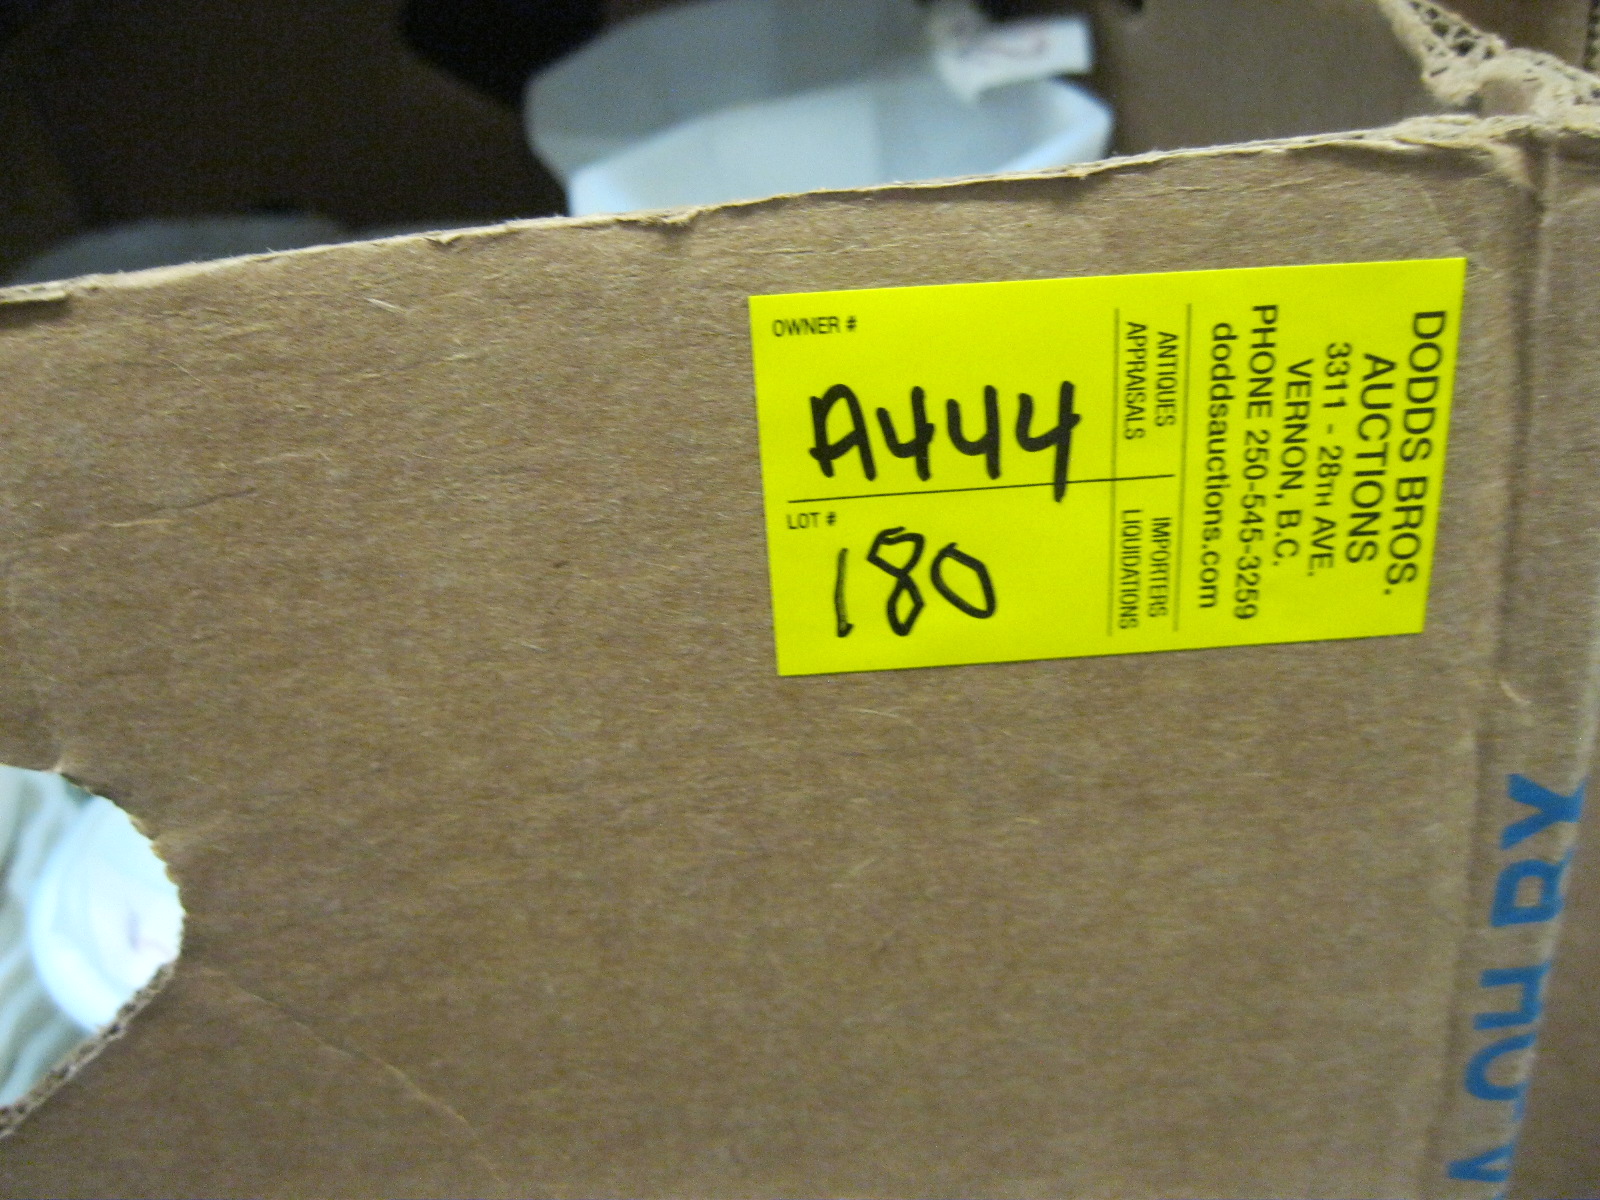 OWNER #
A444
LOT #
180
ANTIQUES
APPRAISALS
IMPORTERS
LIQUIDATIONS
DODDS BROS.
AUCTIONS
3311 - 28TH AVE.
VERNON, B.C.
PHONE 250-545-3259
doddsauctions.com